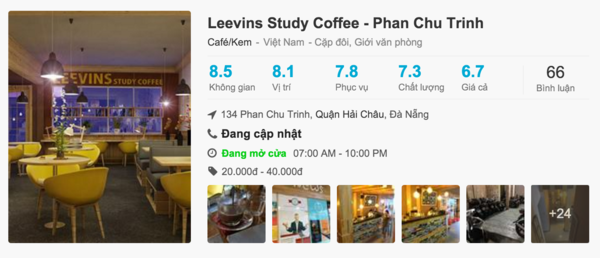 Leevins Study Coffee - Phan Chu Trinh
Café/Kem - Việt Nam - Cặp đôi, Giới văn phòng
8.5 8.1 7.8 7.3 6.7 66
Không gian Vị trí Phục vụ Chất lượng Giá cả Bình luận
134 Phan Chu Trinh, Quận Hải Châu, Đà Nẵng
Đang cập nhật
Đang mở cửa 07:00 AM - 10:00 PM
20.000đ - 40.000đ
LEEVINS STUDY COFFEE
+24